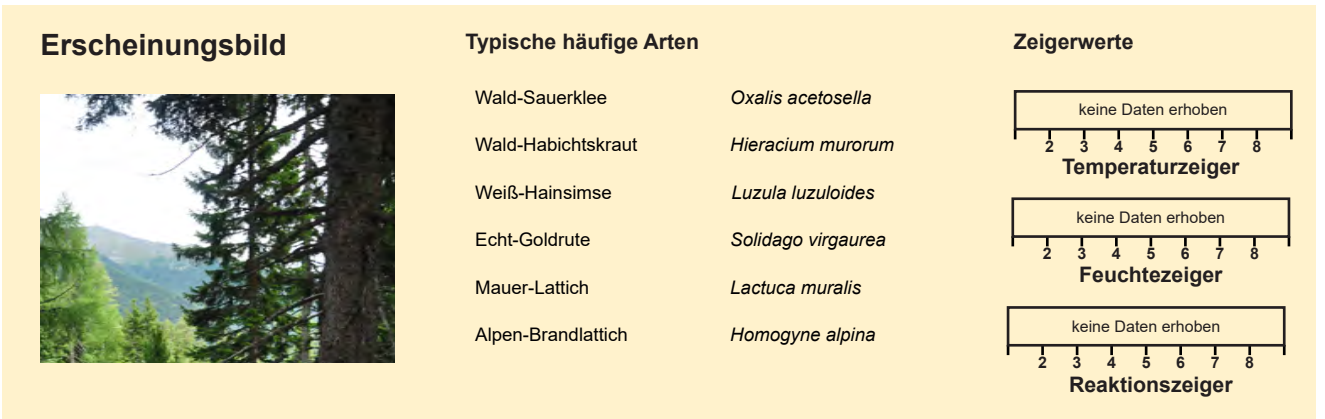 Erscheinungsbild
Typische häufige Arten
Wald-Sauerklee Oxalis acetosella
Wald-Habichtskraut Hieracium murorum
Weiß-Hainsimse Luzula luzuloides
Echt-Goldrute Solidago virgaurea
Mauer-Lattich Lactuca muralis
Alpen-Brandlattich Homogyne alpina
Zeigerwerte
keine Daten erhoben
2 3 4 5 6 7 8
Temperaturzeiger
keine Daten erhoben
2 3 4 5 6 7 8
Feuchtezeiger
keine Daten erhoben
2 3 4 5 6 7 8
Reaktionszeiger